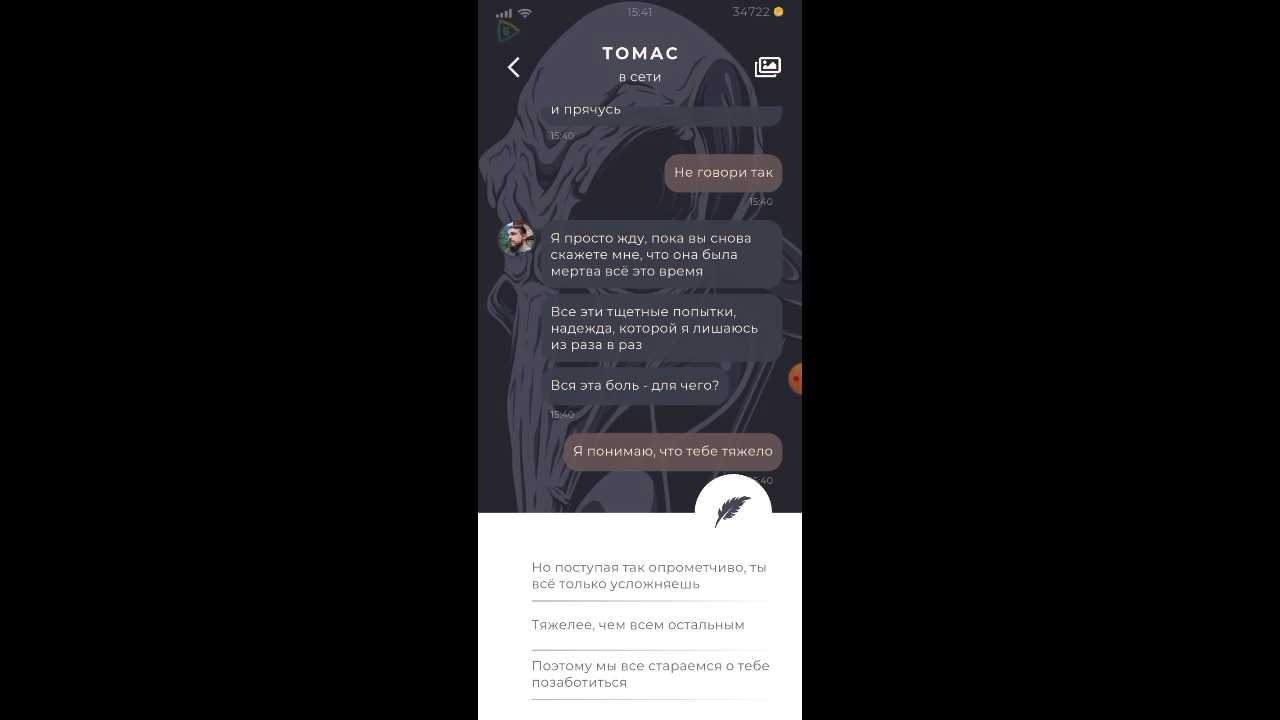 15:41
34722
ТОМАС
в сети
и прячусь
15:40
Не говори так
15:40
Я просто жду, пока вы снова
скажете мне, что она была
мертва всё это время
Все эти тщетные попытки,
надежда, которой я лишаюсь
из раза в раз
Вся эта боль - для чего?
15:40
Я понимаю, что тебе тяжело
5:40
Но поступая так опрометчиво, ты
всё только усложняешь
Тяжелее, чем всем остальным
Поэтому мы все стараемся о тебе
позаботиться